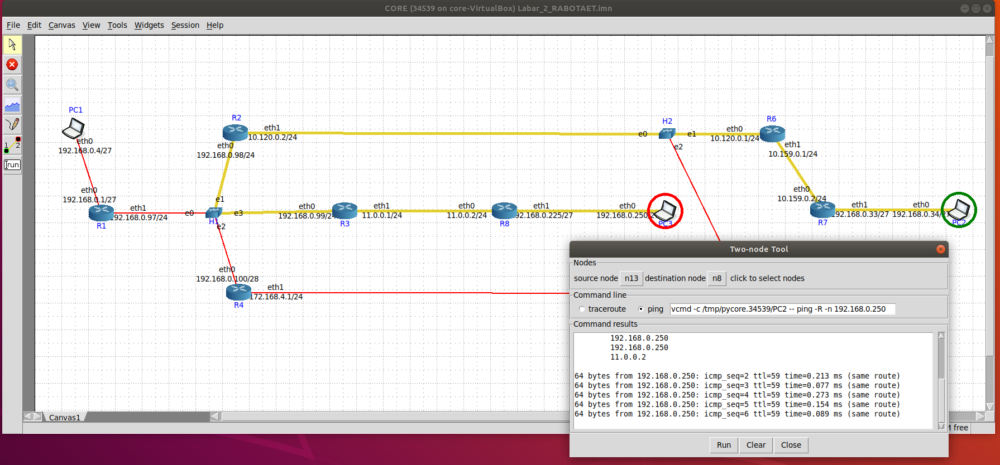 CORE (34539 on core-VirtualBox) Labar_2_RABOTAET.imn
File Edit Canvas View Tools Widgets Session Help
PC1
eth0
192.168.0.4/27
R2
eth1
10.120.0.2/24
eth0
192.168.0.98/24
H2
e0
e1
e2
R6
eth0
10.120.0.1/24
eth1
10.159.0.1/24
1 2
run
eth0
192.168.0.1/27
R1
eth1
192.168.0.97/24
e0
e1
e3
H1
e2
eth0
192.168.0.99/24
R3
eth1
11.0.0.1/24
eth0
11.0.0.2/24
R8
eth1
192.168.0.225/27
eth0
192.168.0.250/2
PC3
eth0
10.159.0.2/24
R7
eth1
192.168.0.33/27
eth0
192.168.0.34/27
PC2
eth0
192.168.0.100/28
R4
eth1
172.168.4.1/24
Two-node Tool
Nodes
source node n13 destination node n8 click to select nodes
Command line
traceroute ping vcmd -c /tmp/pycore.34539/PC2 -- ping -R -n 192.168.0.250
Command results
192.168.0.250
192.168.0.250
11.0.0.2
64 bytes from 192.168.0.250: icmp_seq=2 ttl=59 time=0.213 ms (same route)
64 bytes from 192.168.0.250: icmp_seq=3 ttl=59 time=0.077 ms (same route)
64 bytes from 192.168.0.250: icmp_seq=4 ttl=59 time=0.273 ms (same route)
64 bytes from 192.168.0.250: icmp_seq=5 ttl=59 time=0.154 ms (same route)
64 bytes from 192.168.0.250: icmp_seq=6 ttl=59 time=0.089 ms (same route)
Run Clear Close
Canvas1
free